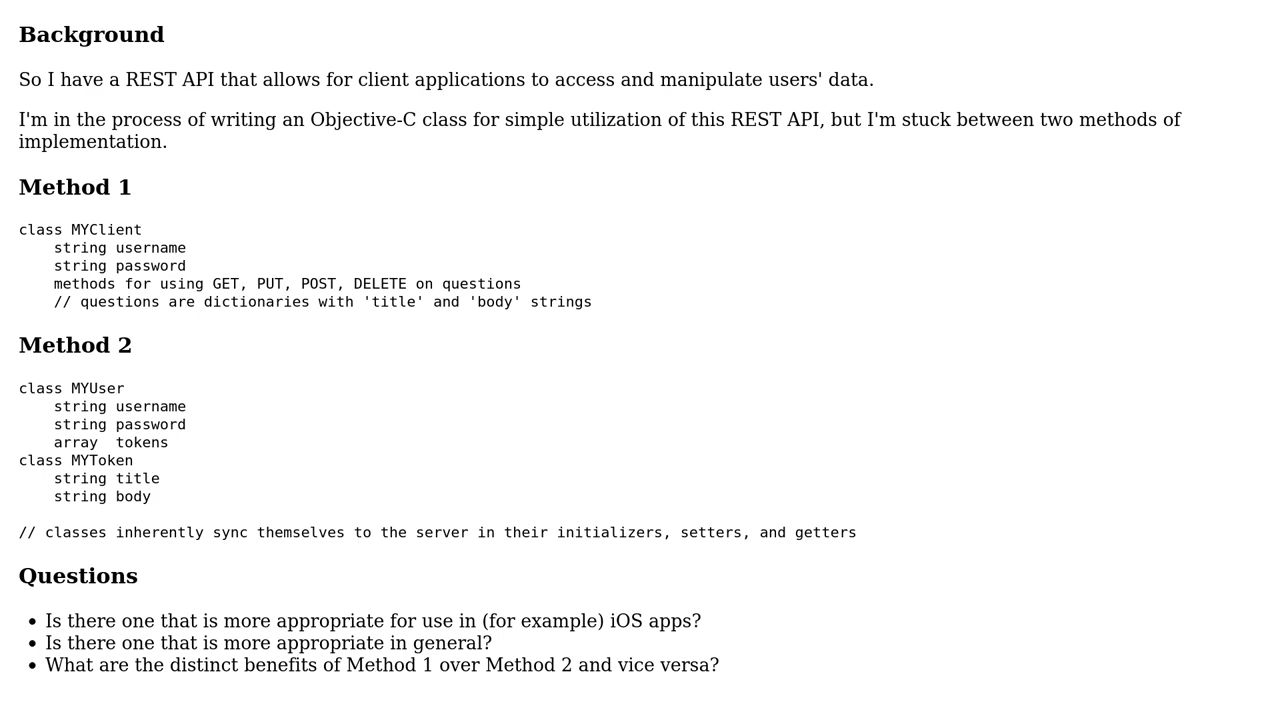 Background
So I have a REST API that allows for client applications to access and manipulate users' data.
I'm in the process of writing an Objective-C class for simple utilization of this REST API, but I'm stuck between two methods of
implementation.
Method 1
class MYClient
    string username
    string password
    methods for using GET, PUT, POST, DELETE on questions
    // questions are dictionaries with 'title' and 'body' strings
Method 2
class MYUser
    string username
    string password
    array  tokens
class MYToken
    string title
    string body
// classes inherently sync themselves to the server in their initializers, setters, and getters
Questions
• Is there one that is more appropriate for use in (for example) iOS apps?
• Is there one that is more appropriate in general?
• What are the distinct benefits of Method 1 over Method 2 and vice versa?